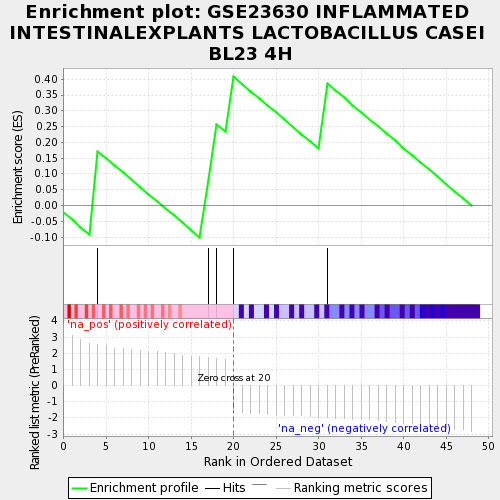 Enrichment plot: GSE23630 INFLAMMATED
INTESTINALEXPLANTS LACTOBACILLUS CASEI
BL23 4H
Enrichment score (ES)
0.40
0.35
0.30
0.25
0.20
0.15
0.10
0.05
0.00
-0.05
-0.10
'na_pos' (positively correlated)
Ranked list metric (PreRanked)
4
3
2
1
0
-1
-2
-3
Zero cross at 20
'na_neg' (negatively correlated)
0 5 10 15 20 25 30 35 40 45 50
Rank in Ordered Dataset
Enrichment profile Hits Ranking metric scores